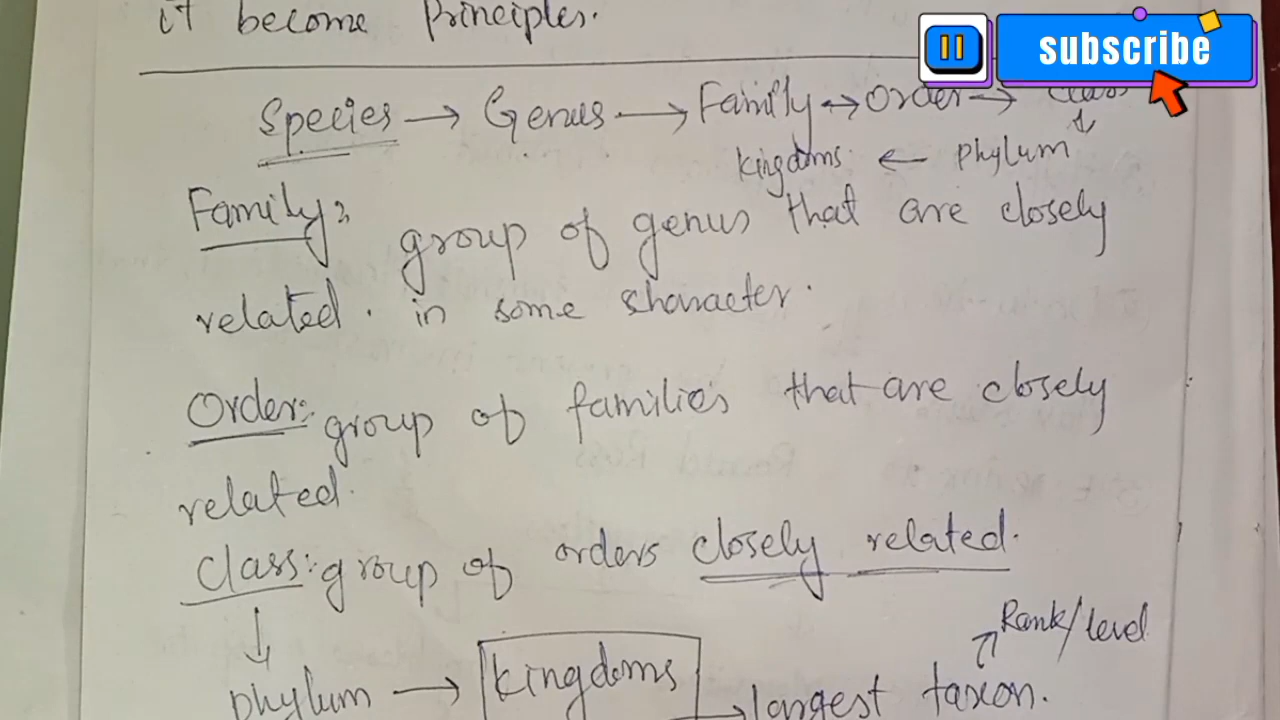 it become Principles.
subscribe
Species → Genus → Family ↔ Order → Class
↓
Kingdoms ← Phylum
Family: group of genus that are closely
related. in some character.
Order: group of families that are closely
related.
Class: group of orders closely related.
↓
Rank/level
phylum → Kingdoms
→ largest taxon.